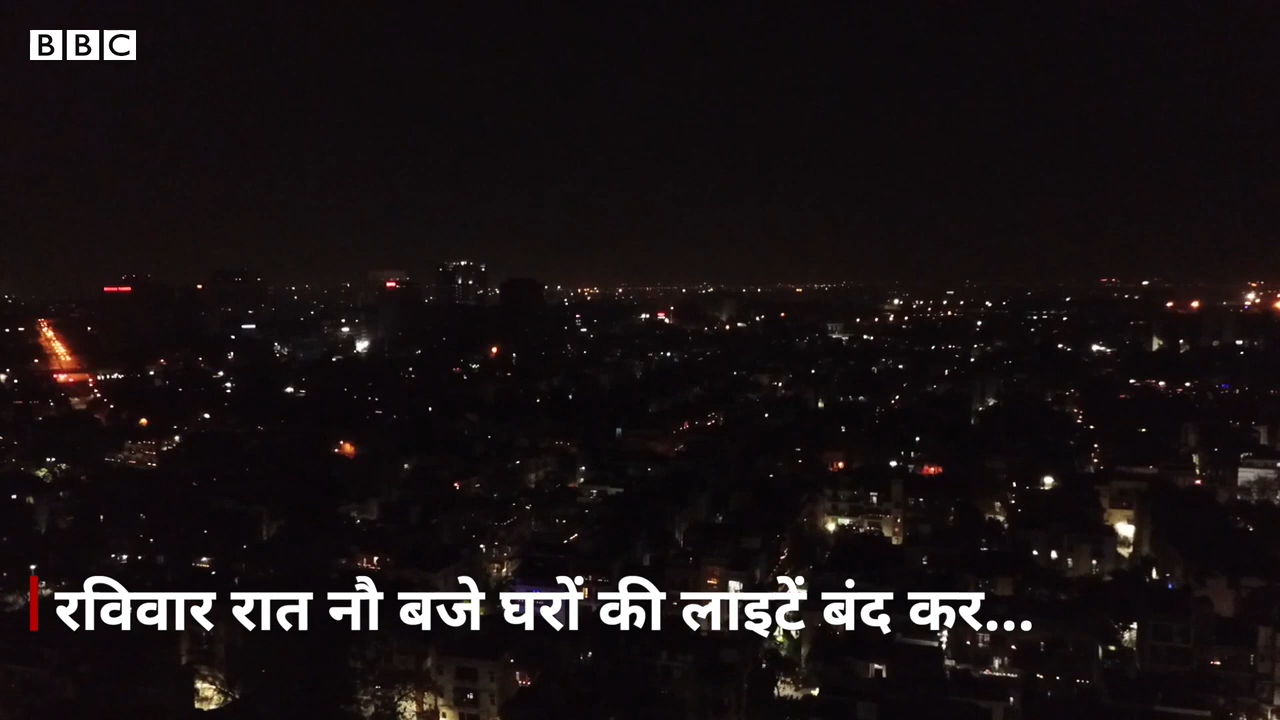 BBC
रविवार रात नौ बजे घरों की लाइटें बंद कर...